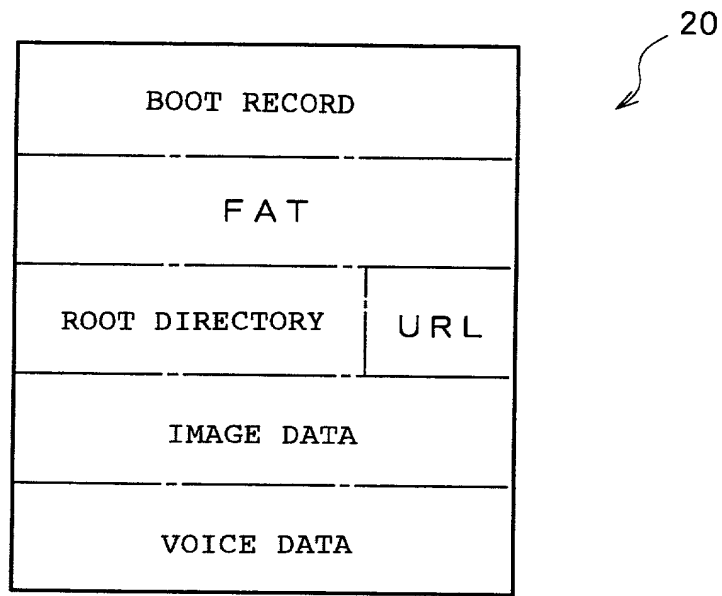 20
BOOT RECORD
FAT
ROOT DIRECTORY URL
IMAGE DATA
VOICE DATA